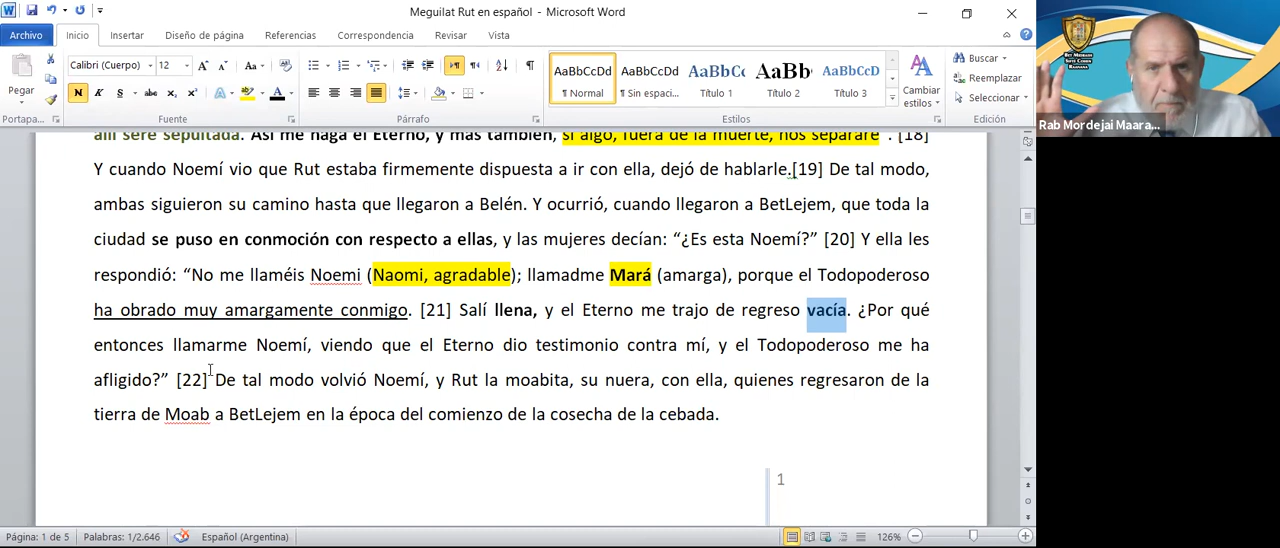 Meguilat Rut en español - Microsoft Word
Archivo Inicio Insertar Diseño de página Referencias Correspondencia Revisar Vista
Calibri (Cuerpo) 12
AaBbCcDd AaBbCcDd AaBbCc AaBb AaBbCcD
Buscar
Reemplazar
Seleccionar
Pegar
N K S abc x₂ x² Aa A A
¶ Normal ¶ Sin espaci... Título 1 Título 2 Título 3
Cambiar estilos
Portapa... Fuente Párrafo Estilos Edición
BET MIDRASH
Rab Mordejai Maara...
allí seré sepultada. Así me haga el Eterno, y más también, si algo, fuera de la muerte, nos separare". [18]
Y cuando Noemí vio que Rut estaba firmemente dispuesta a ir con ella, dejó de hablarle.[19] De tal modo,
ambas siguieron su camino hasta que llegaron a Belén. Y ocurrió, cuando llegaron a BetLejem, que toda la
ciudad se puso en conmoción con respecto a ellas, y las mujeres decían: “¿Es esta Noemí?” [20] Y ella les
respondió: “No me llaméis Noemi (Naomi, agradable); llamadme Mará (amarga), porque el Todopoderoso
ha obrado muy amargamente conmigo. [21] Salí llena, y el Eterno me trajo de regreso vacía. ¿Por qué
entonces llamarme Noemí, viendo que el Eterno dio testimonio contra mí, y el Todopoderoso me ha
afligido?” [22] De tal modo volvió Noemí, y Rut la moabita, su nuera, con ella, quienes regresaron de la
tierra de Moab a BetLejem en la época del comienzo de la cosecha de la cebada.
1
Página: 1 de 5 Palabras: 1/2.646 Español (Argentina) 126%